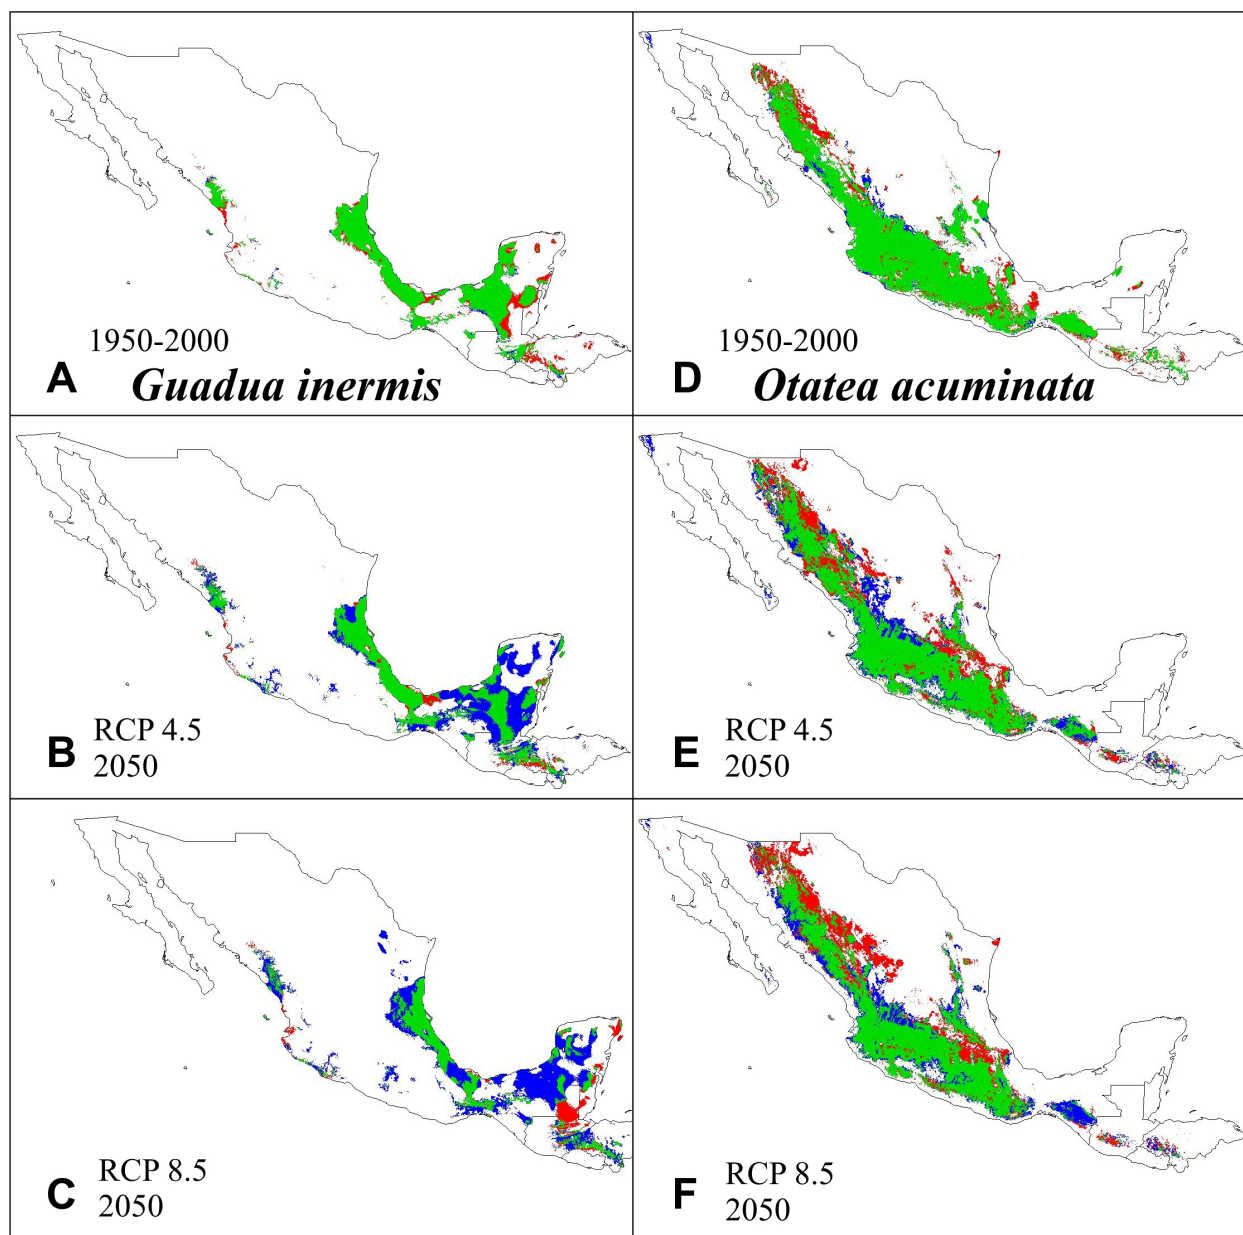 1950-2000
A Guadua inermis
1950-2000
D Otatea acuminata
RCP 4.5
B 2050
RCP 4.5
E 2050
RCP 8.5
C 2050
RCP 8.5
F 2050